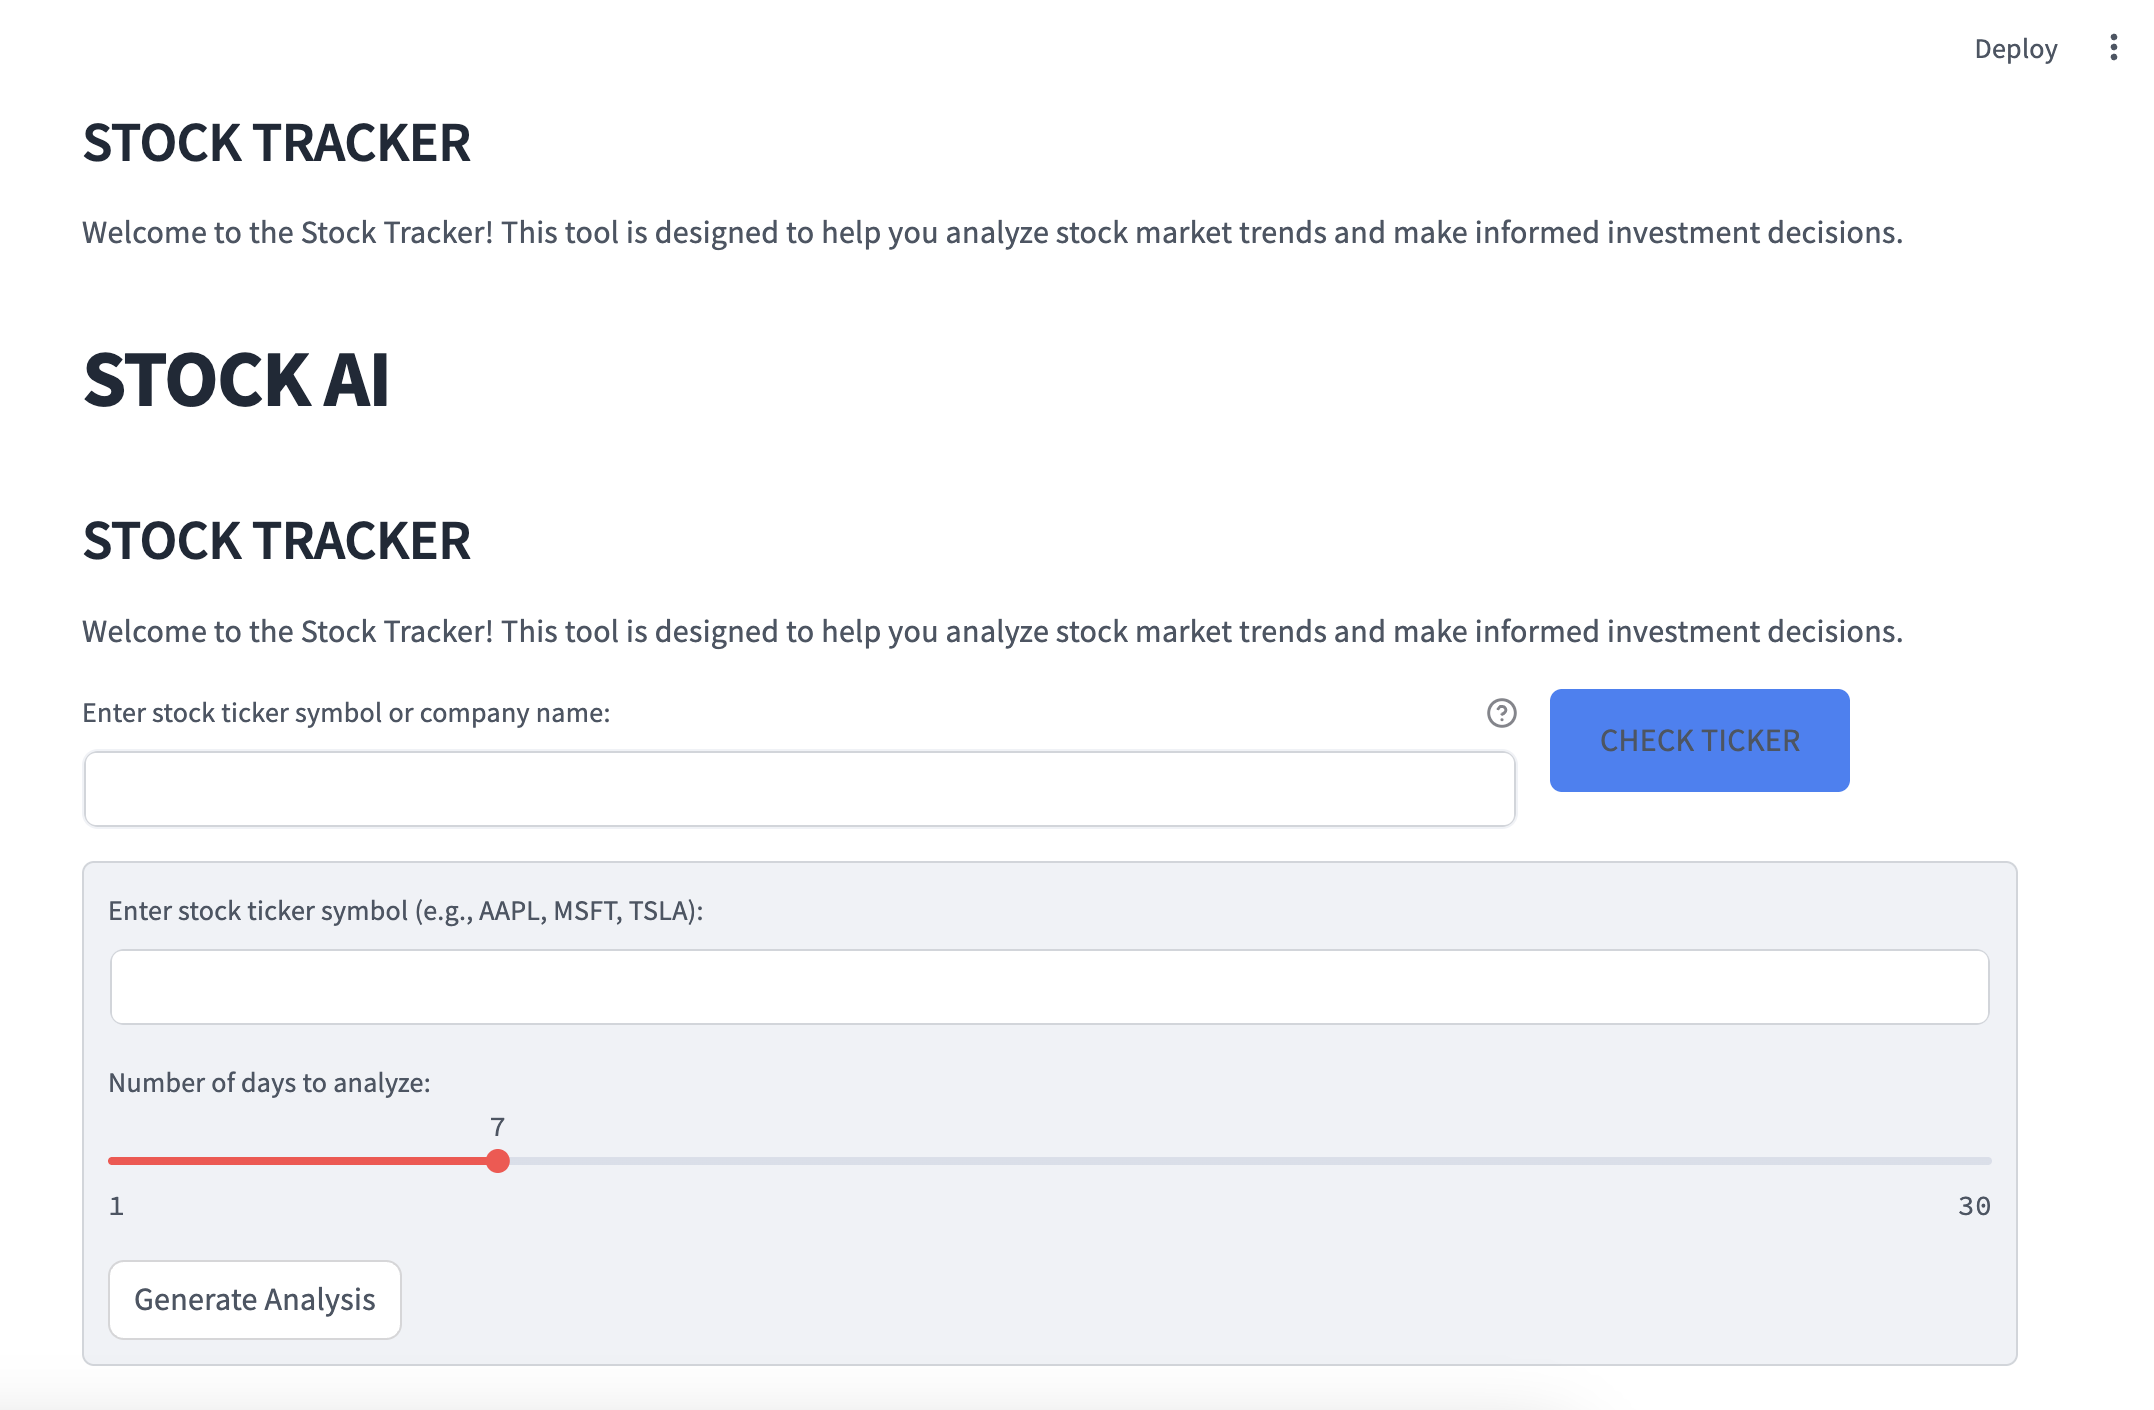 Deploy
STOCK TRACKER
Welcome to the Stock Tracker! This tool is designed to help you analyze stock market trends and make informed investment decisions.
STOCK AI
STOCK TRACKER
Welcome to the Stock Tracker! This tool is designed to help you analyze stock market trends and make informed investment decisions.
Enter stock ticker symbol or company name:
?
CHECK TICKER
Enter stock ticker symbol (e.g., AAPL, MSFT, TSLA):
Number of days to analyze:
7
1
30
Generate Analysis